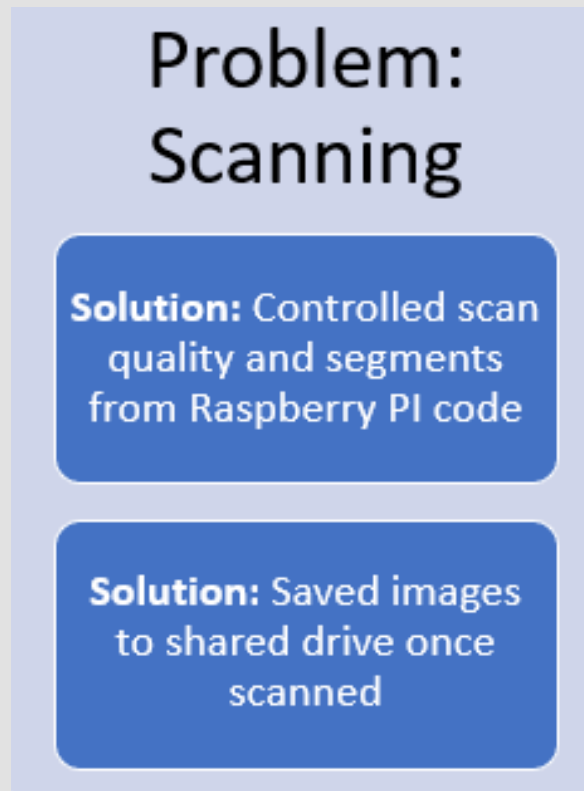 Problem:
Scanning
Solution: Controlled scan
quality and segments
from Raspberry PI code
Solution: Saved images
to shared drive once
scanned